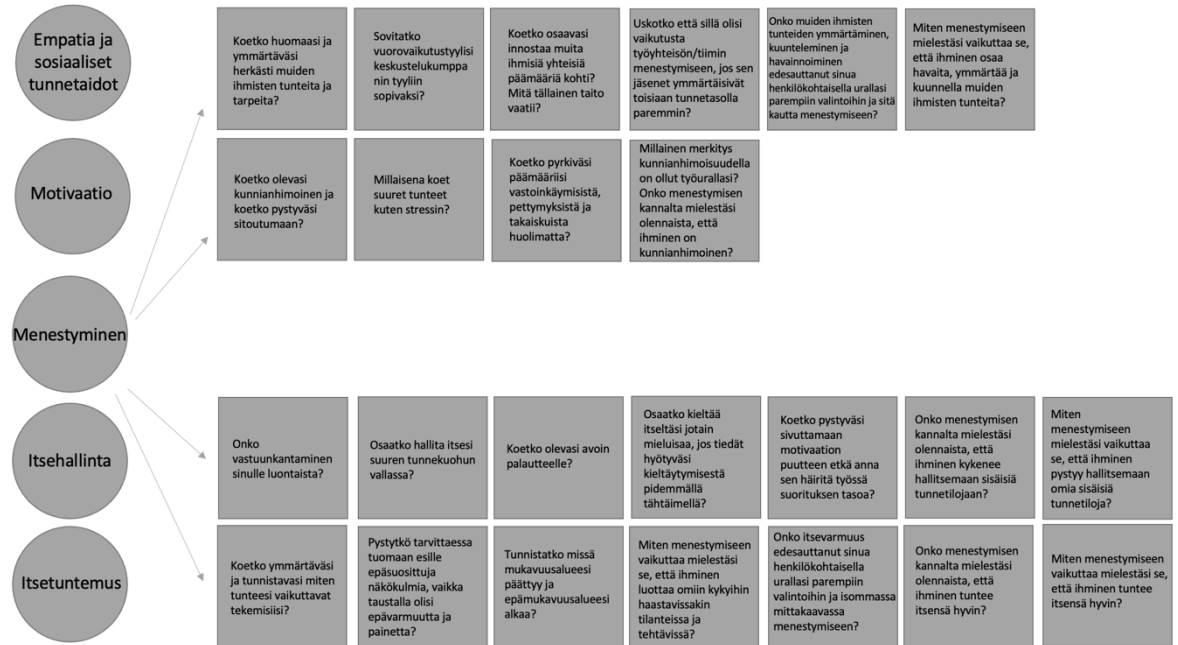 Empatia ja
sosiaaliset
tunnetaidot
Koetko huomaasi ja
ymmärtäväsi
herkästi muiden
ihmisten tunteita ja
tarpeita?
Sovitatko
vuorovaikutustyylisi
keskustelukumppa
nin tyyliin
sopivaksi?
Koetko osaavasi
innostaa muita
ihmisiä yhteisiä
päämääriä kohti?
Mitä tällainen taito
vaatii?
Uskotko että sillä olisi
vaikutusta
työyhteisön/tiimin
menestymiseen, jos sen
jäsenet ymmärtäisivät
toisiaan tunnetasolla
paremmin?
Onko muiden ihmisten
tunteiden ymmärtäminen,
kuunteleminen ja
havainnoiminen
edesauttanut sinua
henkilökohtaisella urallasi
parempiin valintoihin ja sitä
kautta menestymiseen?
Miten menestymiseen
mielestäsi vaikuttaa se,
että ihminen osaa
havaita, ymmärtää ja
kuunnella muiden
ihmisten tunteita?
Motivaatio
Koetko olevasi
kunnianhimoinen ja
koetko pystyväsi
sitoutumaan?
Millaisena koet
suuret tunteet
kuten stressin?
Koetko pyrkiväsi
päämääriisi
vastoinkäymisistä,
pettymyksistä ja
takaiskuista
huolimatta?
Millainen merkitys
kunnianhimoisuudella
on ollut työurallasi?
Onko menestymisen
kannalta mielestäsi
olennaista, että
ihminen on
kunnianhimoinen?
Menestyminen
Itsehallinta
Onko
vastuunkantaminen
sinulle luontaista?
Osaatko hallita itsesi
suuren tunnekuohun
vallassa?
Koetko olevasi avoin
palautteelle?
Osaatko kieltää
itseltäsi jotain
mieluisaa, jos tiedät
hyötyväsi
kieltäytymisestä
pidemmällä
tähtäimellä?
Koetko pystyväsi
sivuttamaan
motivaation
puutteen etkä anna
sen häiritä työssä
suorituksen tasoa?
Onko menestymisen
kannalta mielestäsi
olennaista, että
ihminen kykenee
hallitsemaan sisäisiä
tunnetilojaan?
Miten
menestymiseen
mielestäsi vaikuttaa
se, että ihminen
pystyy hallitsemaan
omia sisäisiä
tunnetiloja?
Itsetuntemus
Koetko ymmärtäväsi
ja tunnistavasi miten
tunteesi vaikuttavat
tekemisiisi?
Pystytkö tarvittaessa
tuomaan esille
epäsuosittuja
näkökulmia, vaikka
taustalla olisi
epävarmuutta ja
painetta?
Tunnistatko missä
mukavuusalueesi
päättyy ja
epämukavuusalueesi
alkaa?
Miten menestymiseen
vaikuttaa mielestäsi
se, että ihminen
luottaa omiin kykyihin
haastavissakin
tilanteissa ja
tehtävissä?
Onko itsevarmuus
edesauttanut sinua
henkilökohtaisella
urallasi parempiin
valintoihin ja isommassa
mittakaavassa
menestymiseen?
Onko menestymisen
kannalta mielestäsi
olennaista, että
ihminen tuntee
itsensä hyvin?
Miten menestymiseen
vaikuttaa mielestäsi se,
että ihminen tuntee
itsensä hyvin?